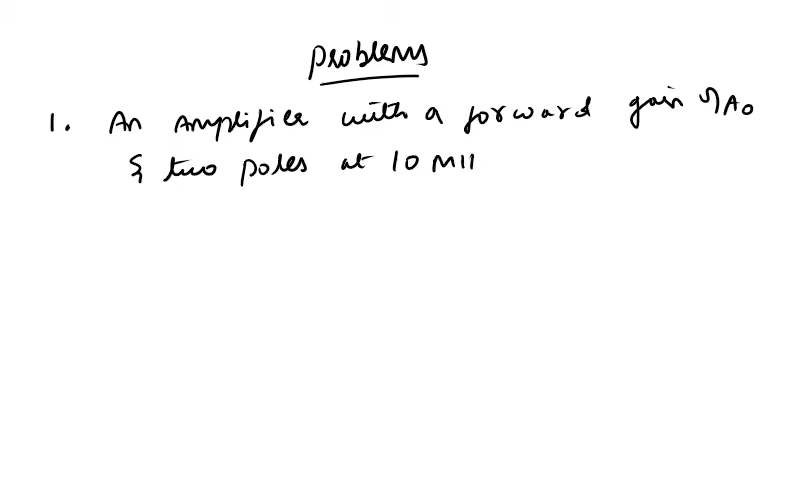 Problems
1. An Amplifier with a forward gain of A0
& two poles at 10 MH